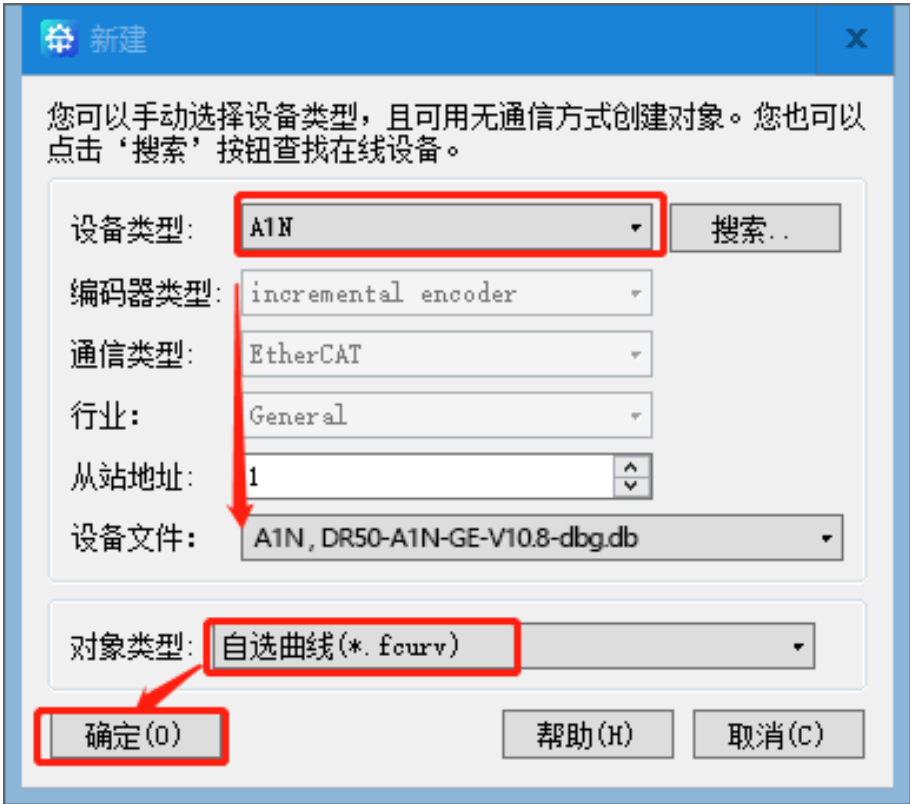 新建
您可以手动选择设备类型，且可用无通信方式创建对象。您也可以
点击‘搜索’按钮查找在线设备。
设备类型: A1N 搜索..
编码器类型: incremental encoder
通信类型: EtherCAT
行业: General
从站地址: 1
设备文件: A1N , DR50-A1N-GE-V10.8-dbg.db
对象类型: 自选曲线(*.fcurv)
确定(O) 帮助(H) 取消(C)